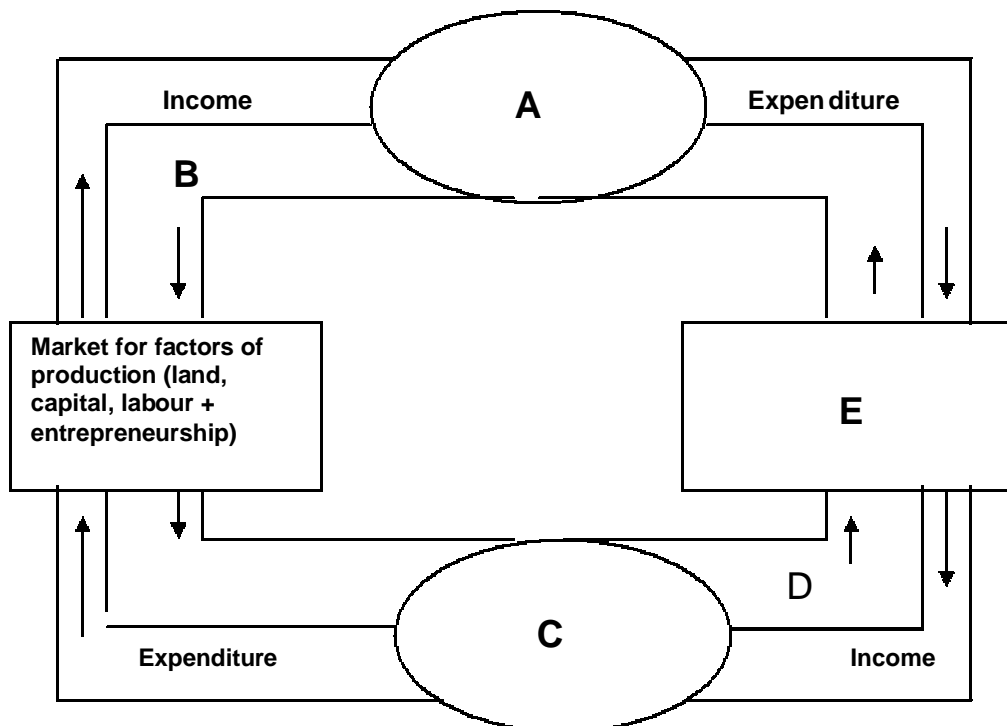 A
Income
Expen diture
B
Market for factors of
production (land,
capital, labour +
entrepreneurship)
E
D
C
Expenditure
Income